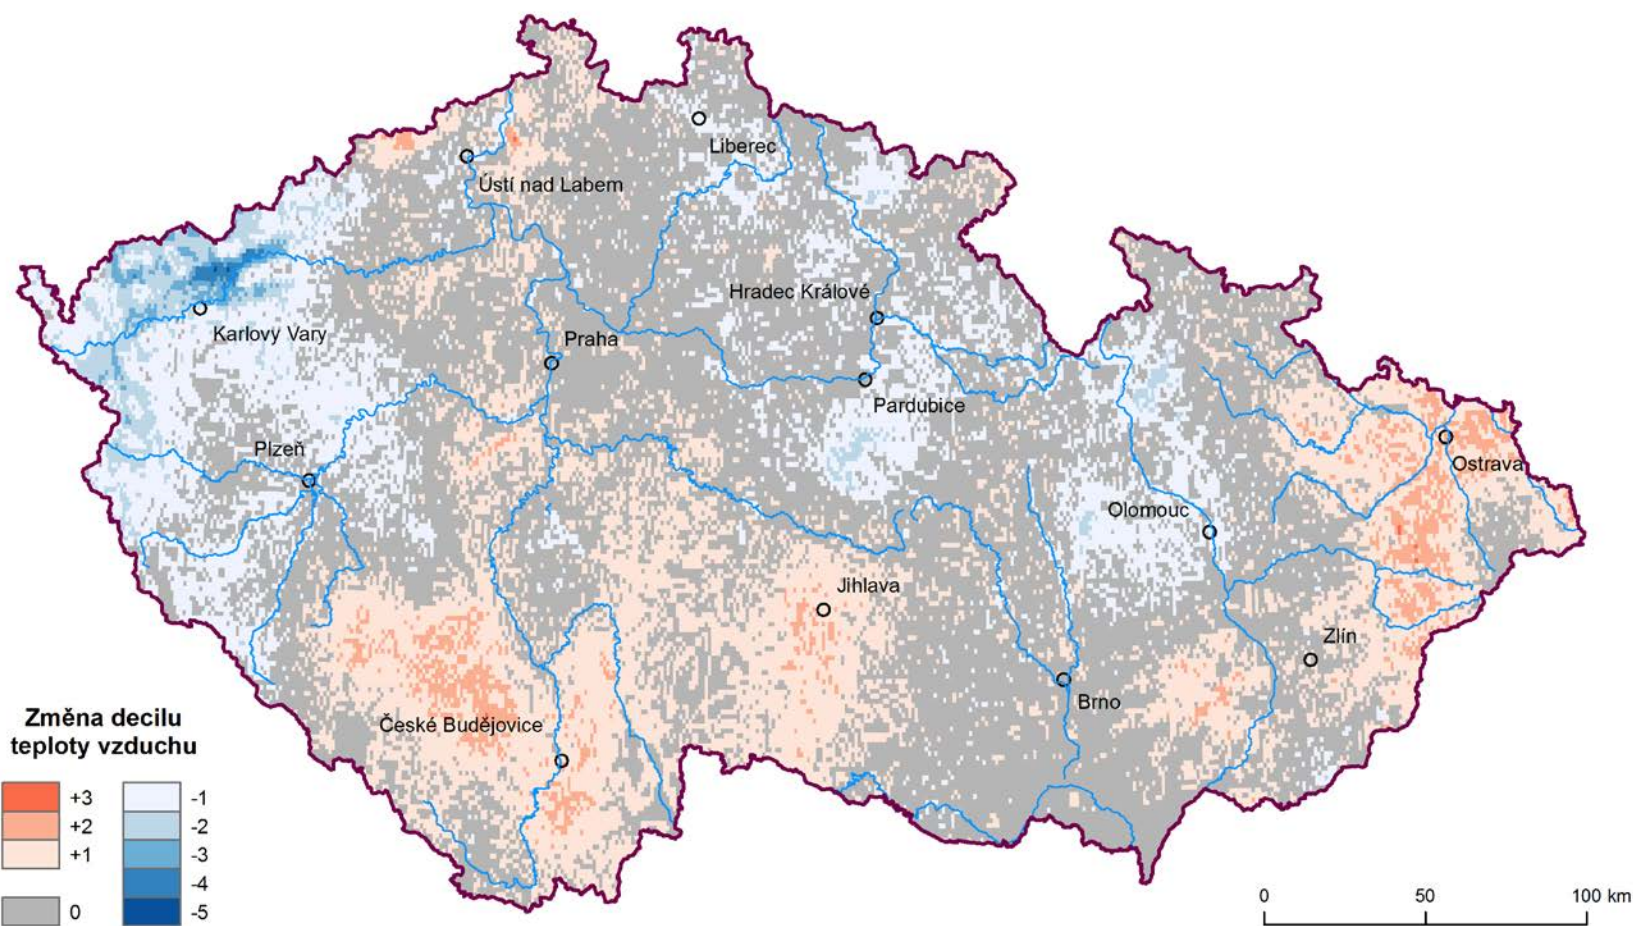 Liberec
Ústí nad Labem
Hradec Králové
Karlovy Vary
Praha
Pardubice
Plzeň
Ostrava
Olomouc
Jihlava
Zlín
Brno
České Budějovice
Změna decilu
teploty vzduchu
+3
-1
+2
-2
+1
-3
-4
0
-5
0 50 100 km